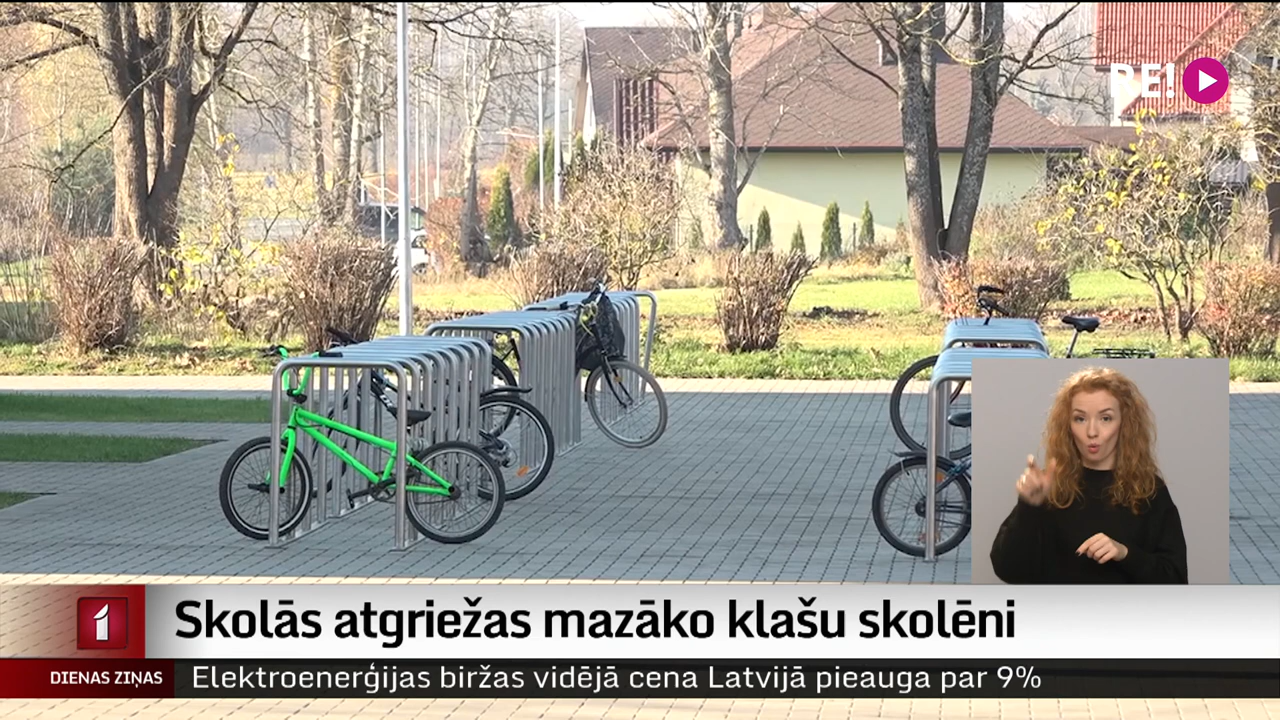 RE!
1
Skolās atgriežas mazāko klašu skolēni
DIENAS ZIŅAS
Elektroenerģijas biržas vidējā cena Latvijā pieauga par 9%